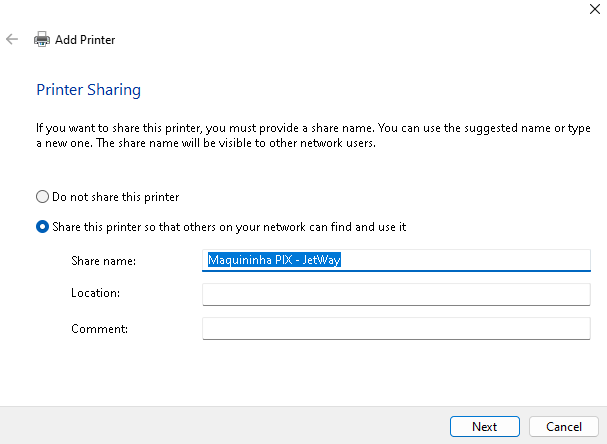 Add Printer
Printer Sharing
If you want to share this printer, you must provide a share name. You can use the suggested name or type
a new one. The share name will be visible to other network users.
Do not share this printer
Share this printer so that others on your network can find and use it
Share name: Maquininha PIX - JetWay
Location:
Comment:
Next Cancel